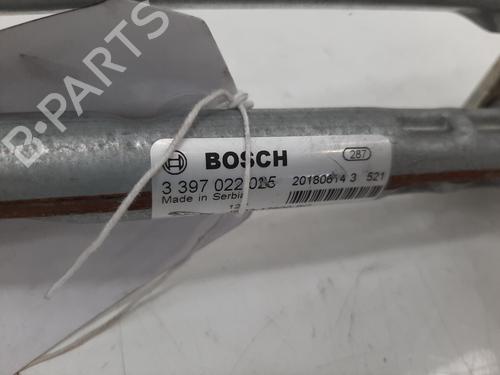 B-PARTS
BOSCH
287
3 397 022 015 20180614 3 521
Made in Serbia